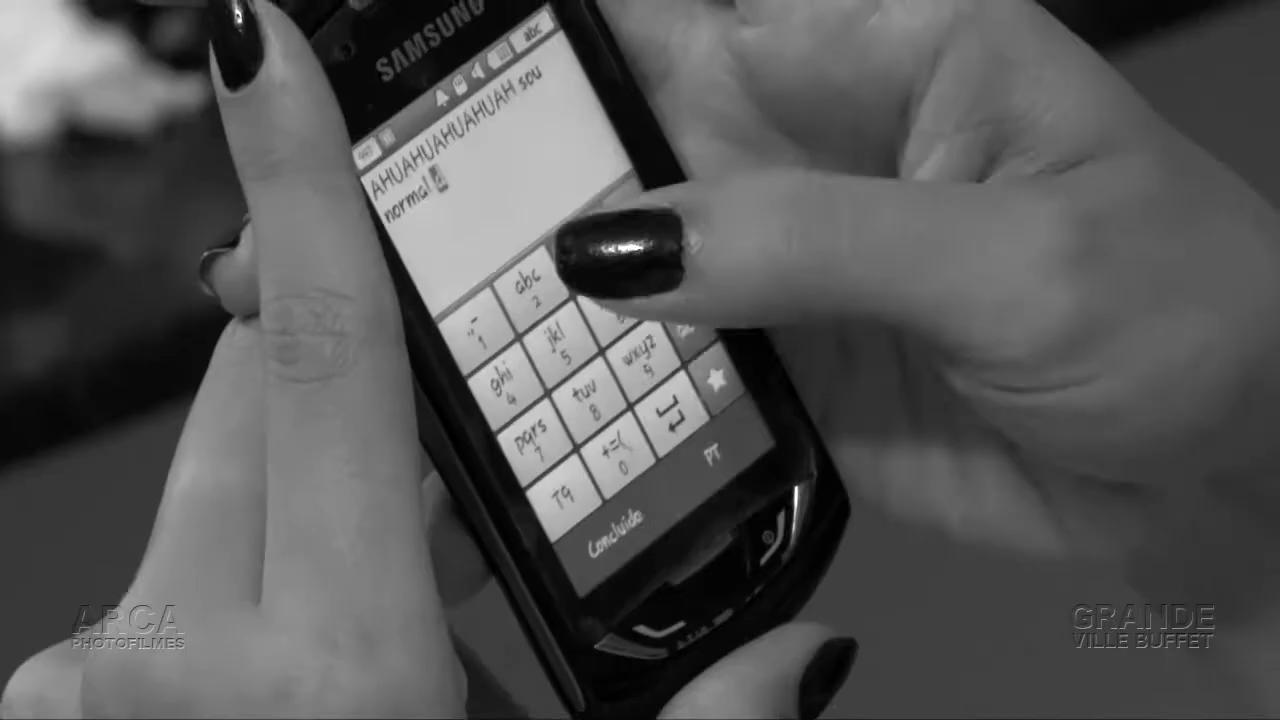 SAMSUNG
abc
AHUAHUAHUAHUAH sou
normal
abc
2
1
jkl
5
wxyz
9
ghi
4
tuv
8
pqrs
7
+=(
0
T9
PT
Concluído
ARCA
PHOTOFILMES
GRANDE
VILLE BUFFET